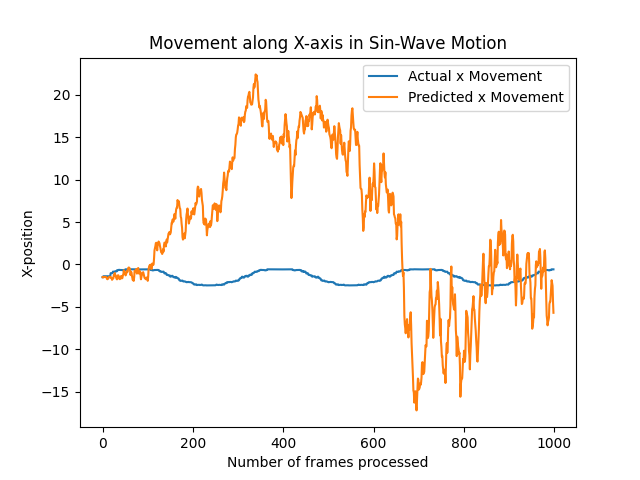 Movement along X-axis in Sin-Wave Motion
Actual x Movement
Predicted x Movement
20
15
10
5
0
−5
−10
−15
X-position
0
200
400
600
800
1000
Number of frames processed